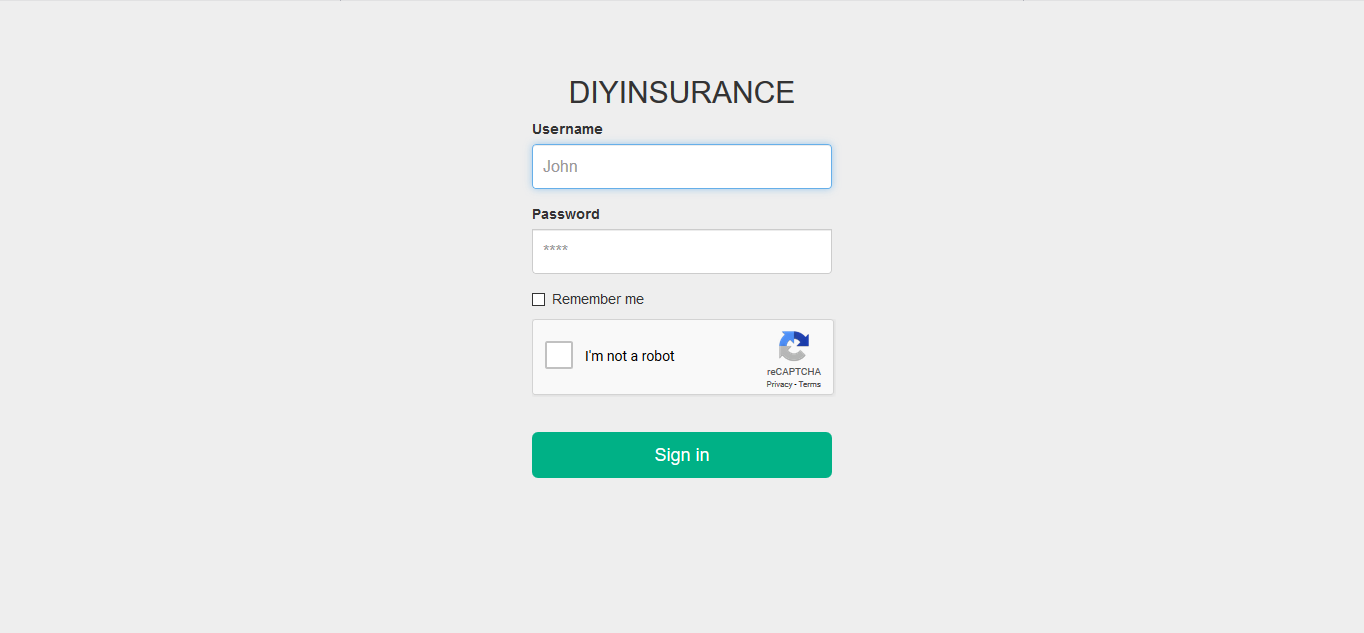 DIYINSURANCE
Username
John
Password
****
Remember me
I'm not a robot
reCAPTCHA
Privacy - Terms
Sign in